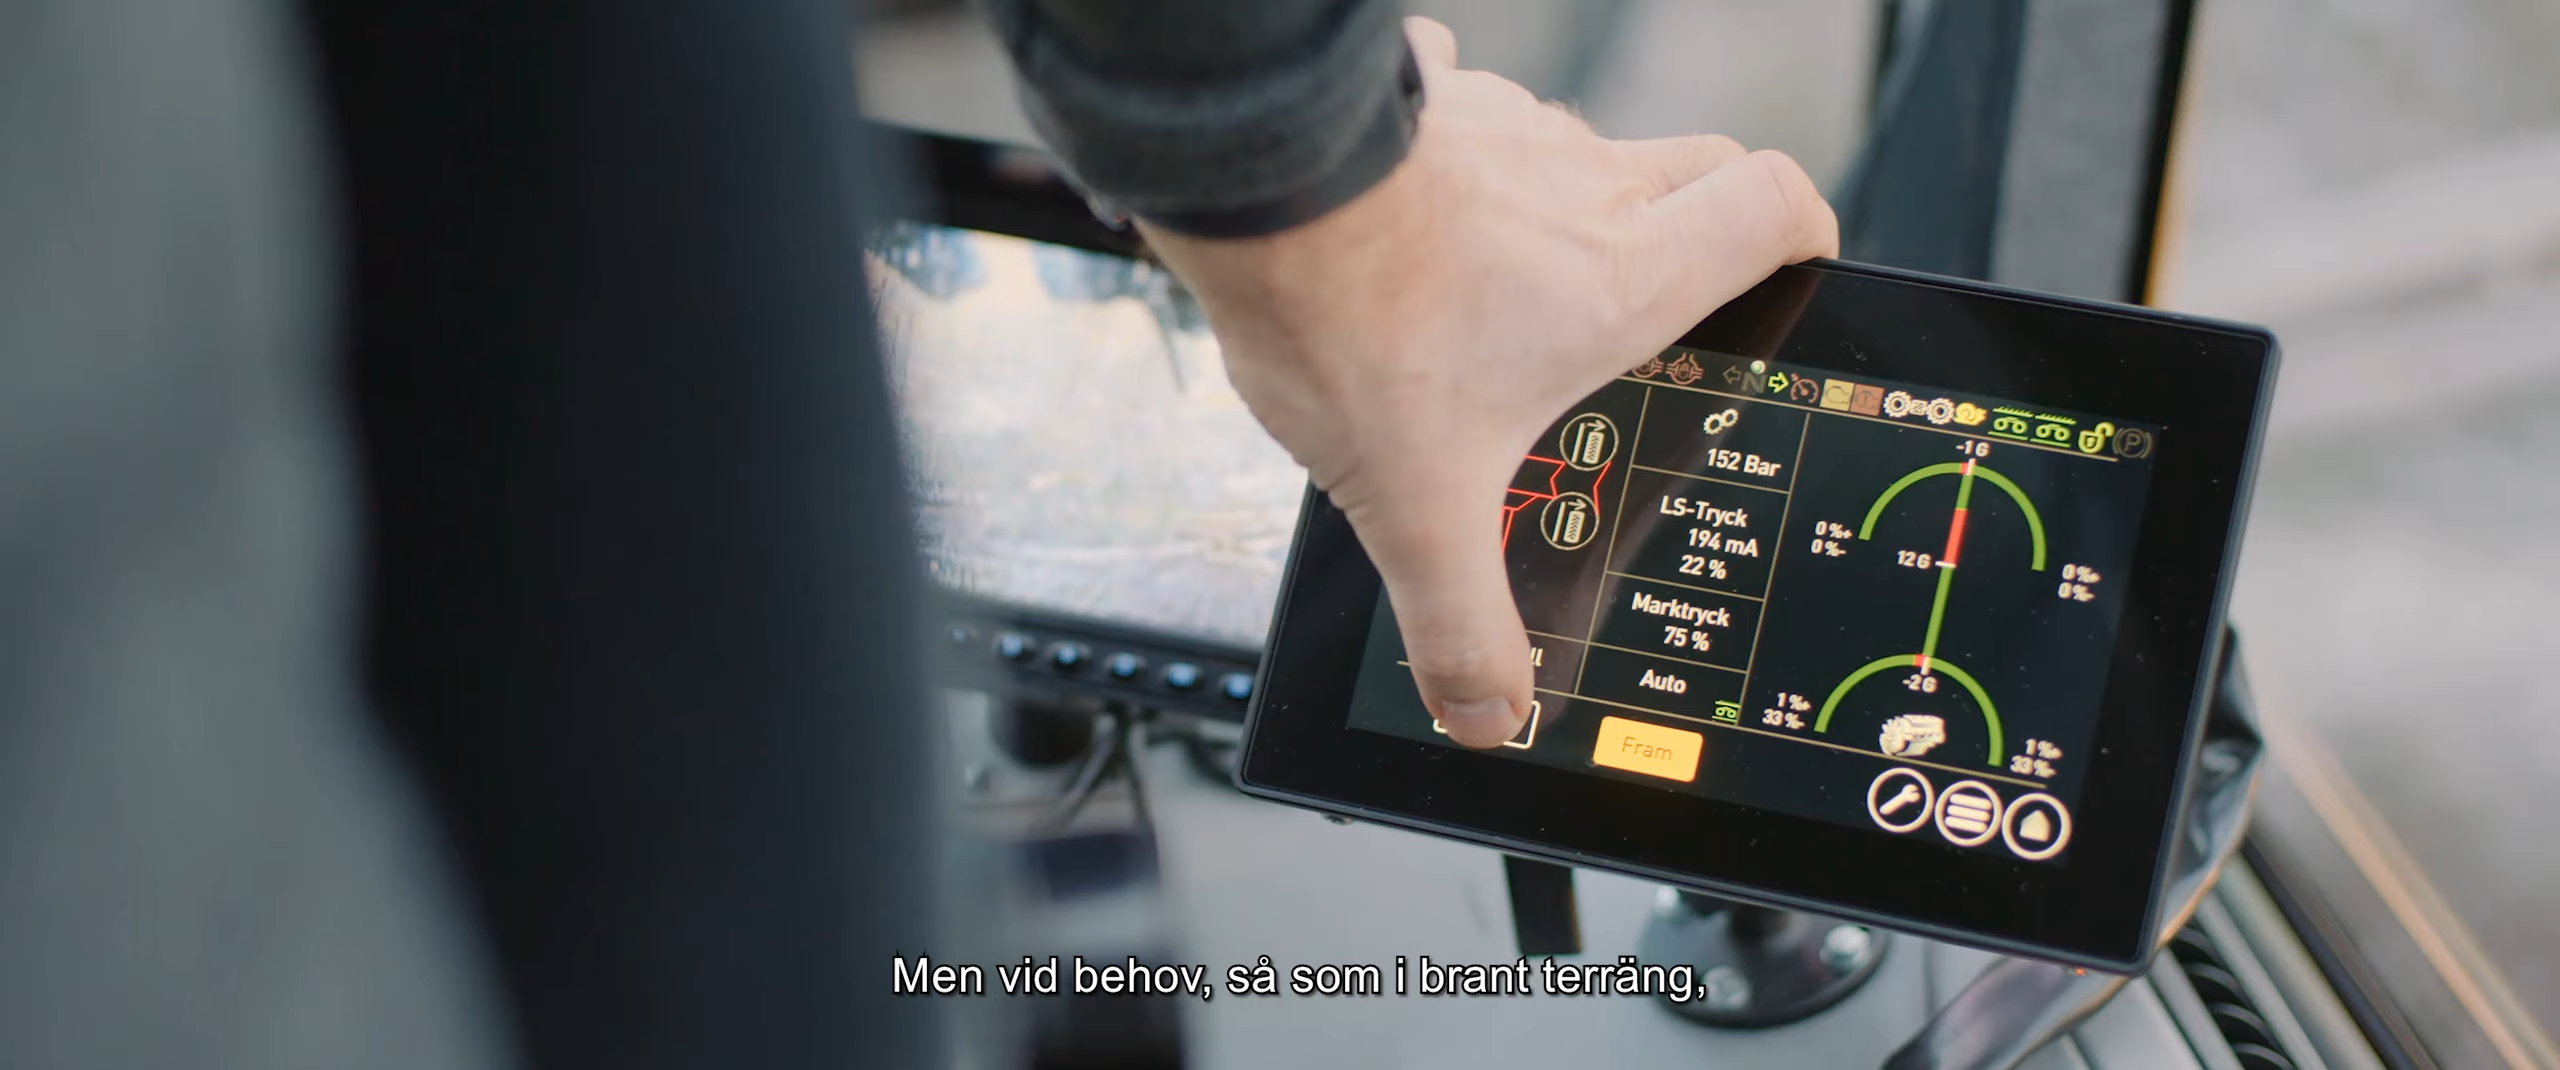 N
P
152 Bar
LS-Tryck
194 mA
22 %
Marktryck
75 %
Auto
Fram
-1 G
0 %+
0 %-
12 G
0 %+
0 %-
-2 G
1 %+
33 %-
1 %+
33 %-
Men vid behov, så som i brant terräng,